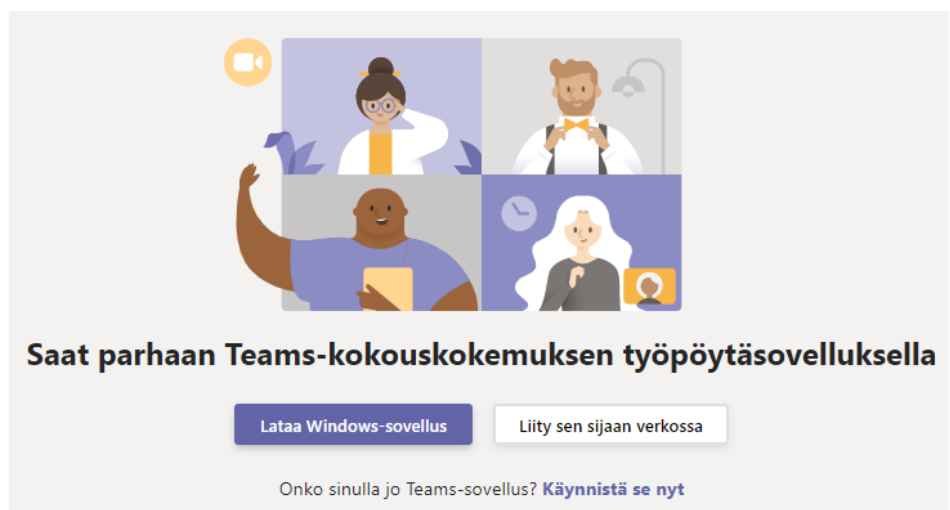 Saat parhaan Teams-kokouskokemuksen työpöytäsovelluksella
Lataa Windows-sovellus
Liity sen sijaan verkossa
Onko sinulla jo Teams-sovellus? Käynnistä se nyt